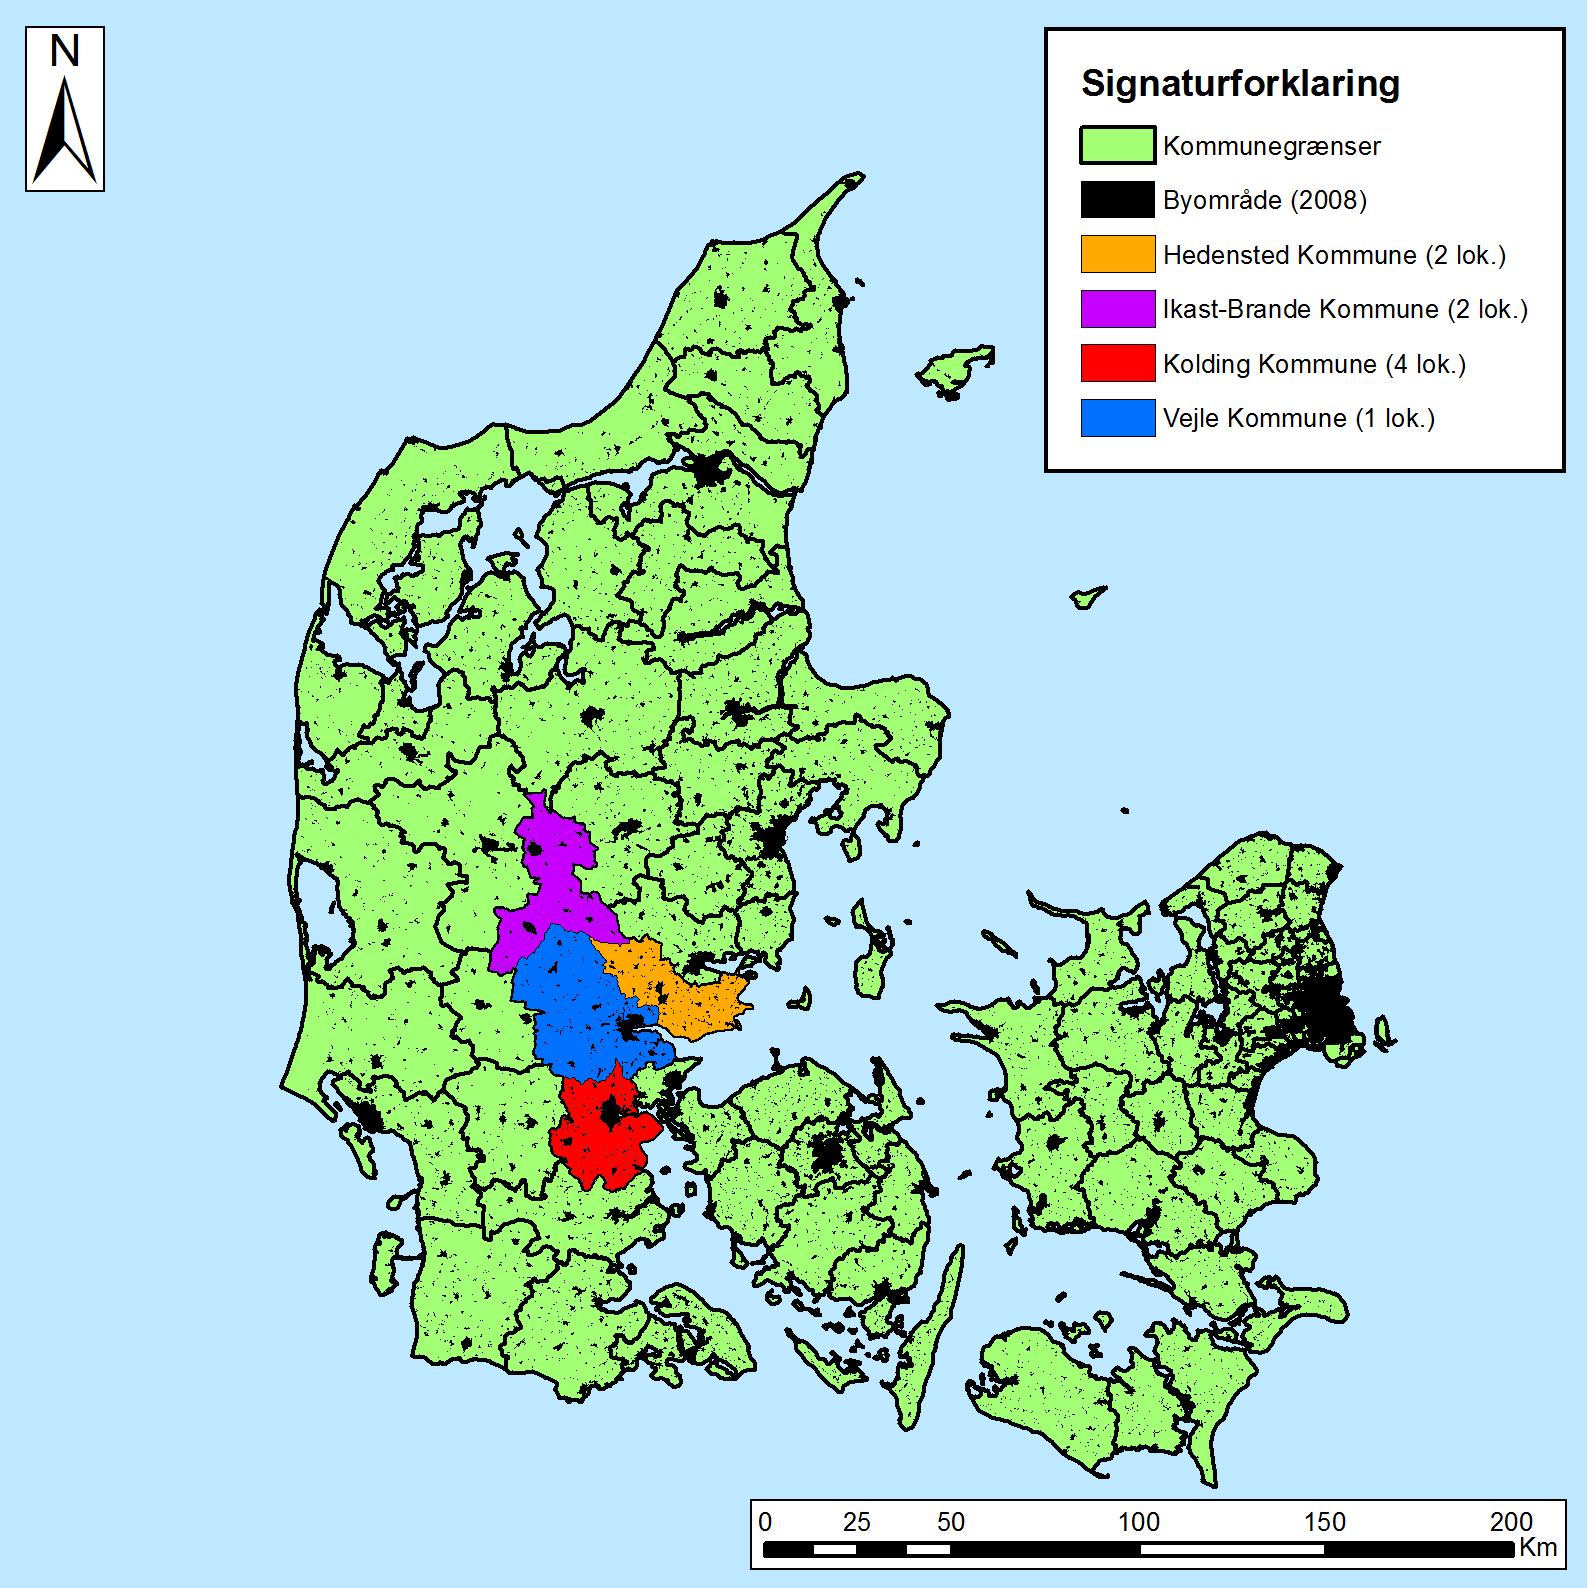 N
Signaturforklaring
Kommunegrænser
Byområde (2008)
Hedensted Kommune (2 lok.)
Ikast-Brande Kommune (2 lok.)
Kolding Kommune (4 lok.)
Vejle Kommune (1 lok.)
0 25 50 100 150 200
Km